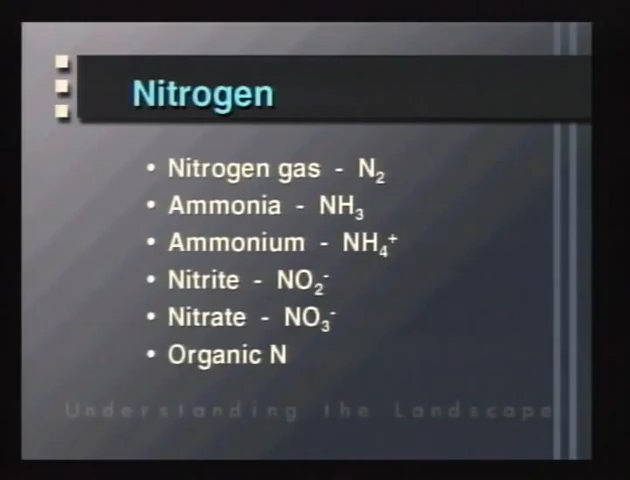 Nitrogen
• Nitrogen gas - N₂
• Ammonia - NH₃
• Ammonium - NH₄⁺
• Nitrite - NO₂⁻
• Nitrate - NO₃⁻
• Organic N
Understanding the Landscape